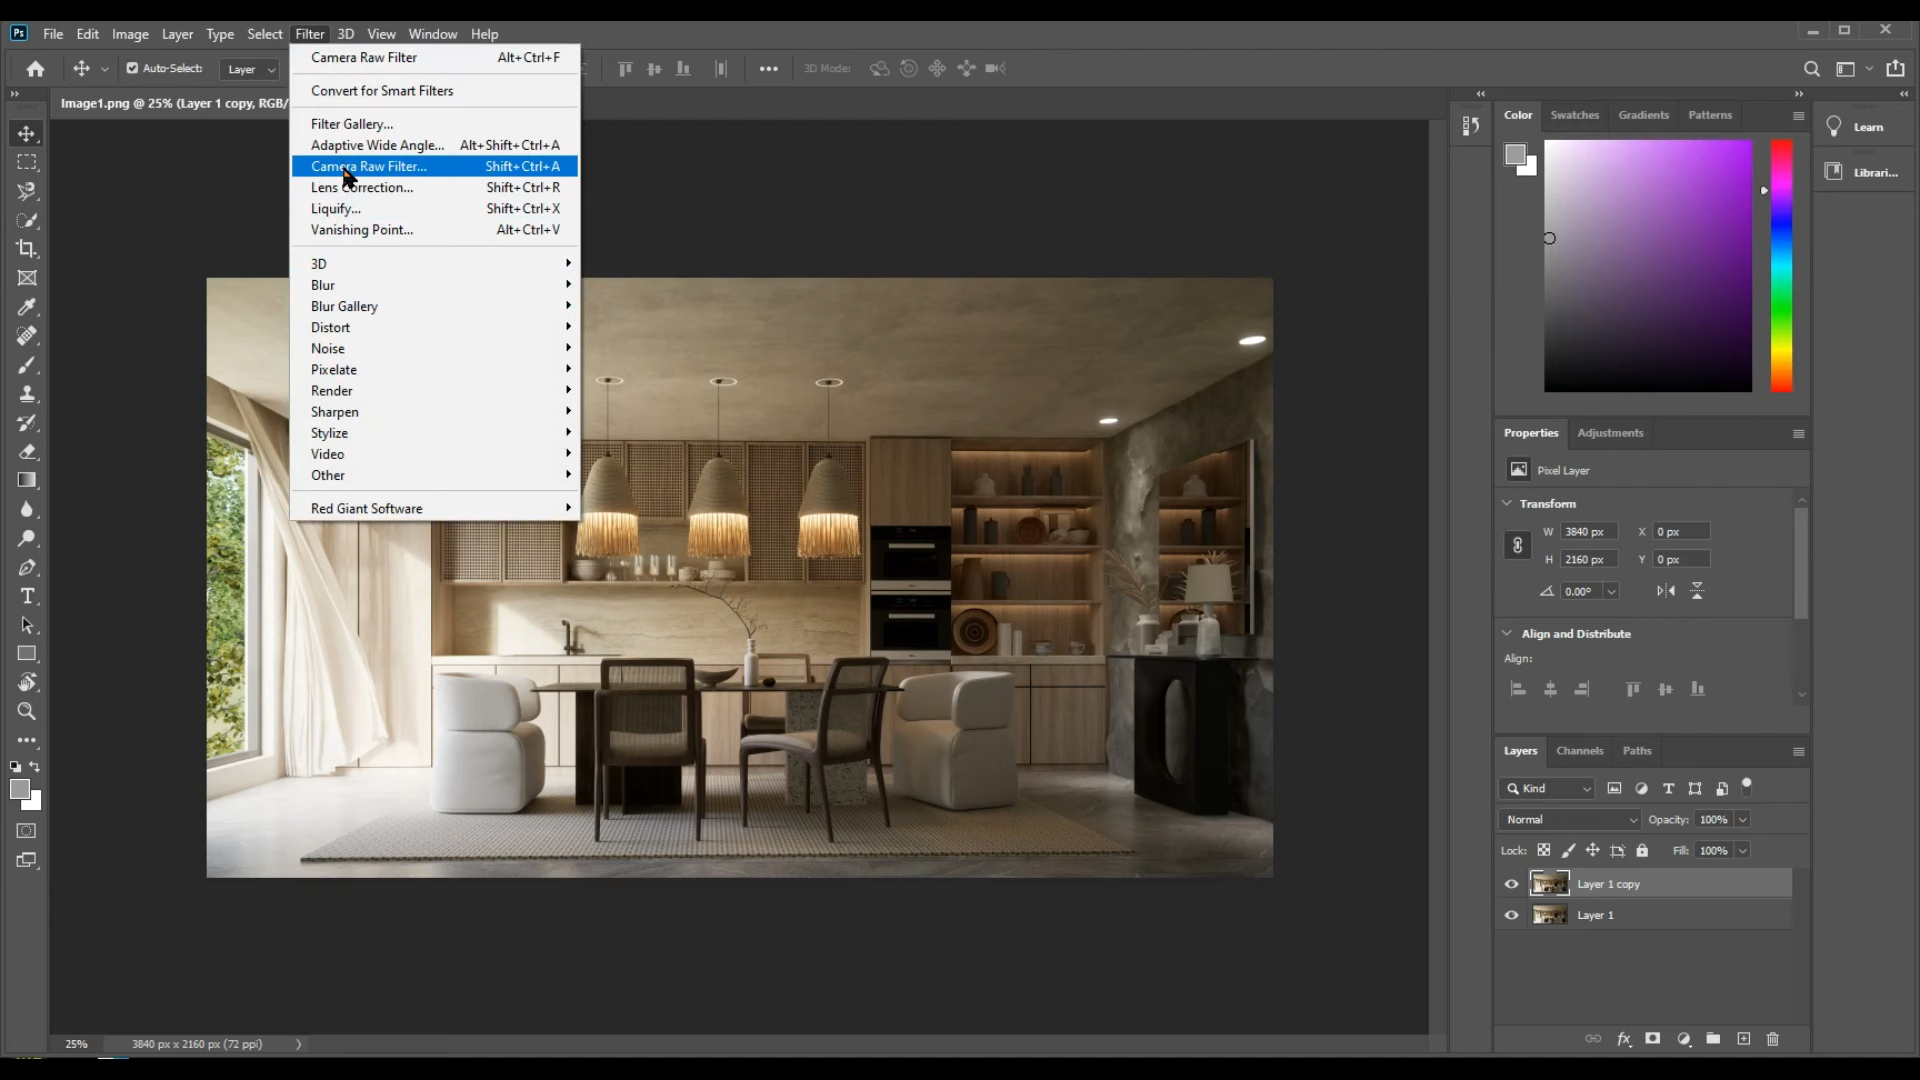 Ps File Edit Image Layer Type Select Filter 3D View Window Help
Auto-Select: Layer 3D Mode:
Image1.png @ 25% (Layer 1 copy, RGB/
Camera Raw Filter Alt+Ctrl+F
Convert for Smart Filters
Filter Gallery...
Adaptive Wide Angle... Alt+Shift+Ctrl+A
Camera Raw Filter... Shift+Ctrl+A
Lens Correction... Shift+Ctrl+R
Liquify... Shift+Ctrl+X
Vanishing Point... Alt+Ctrl+V
3D
Blur
Blur Gallery
Distort
Noise
Pixelate
Render
Sharpen
Stylize
Video
Other
Red Giant Software
Color Swatches Gradients Patterns
Learn
Librari...
Properties Adjustments
Pixel Layer
Transform
W 3840 px X 0 px
H 2160 px Y 0 px
0.00°
Align and Distribute
Align:
Layers Channels Paths
Kind
Normal Opacity: 100%
Lock: Fill: 100%
Layer 1 copy
Layer 1
25% 3840 px x 2160 px (72 ppi)